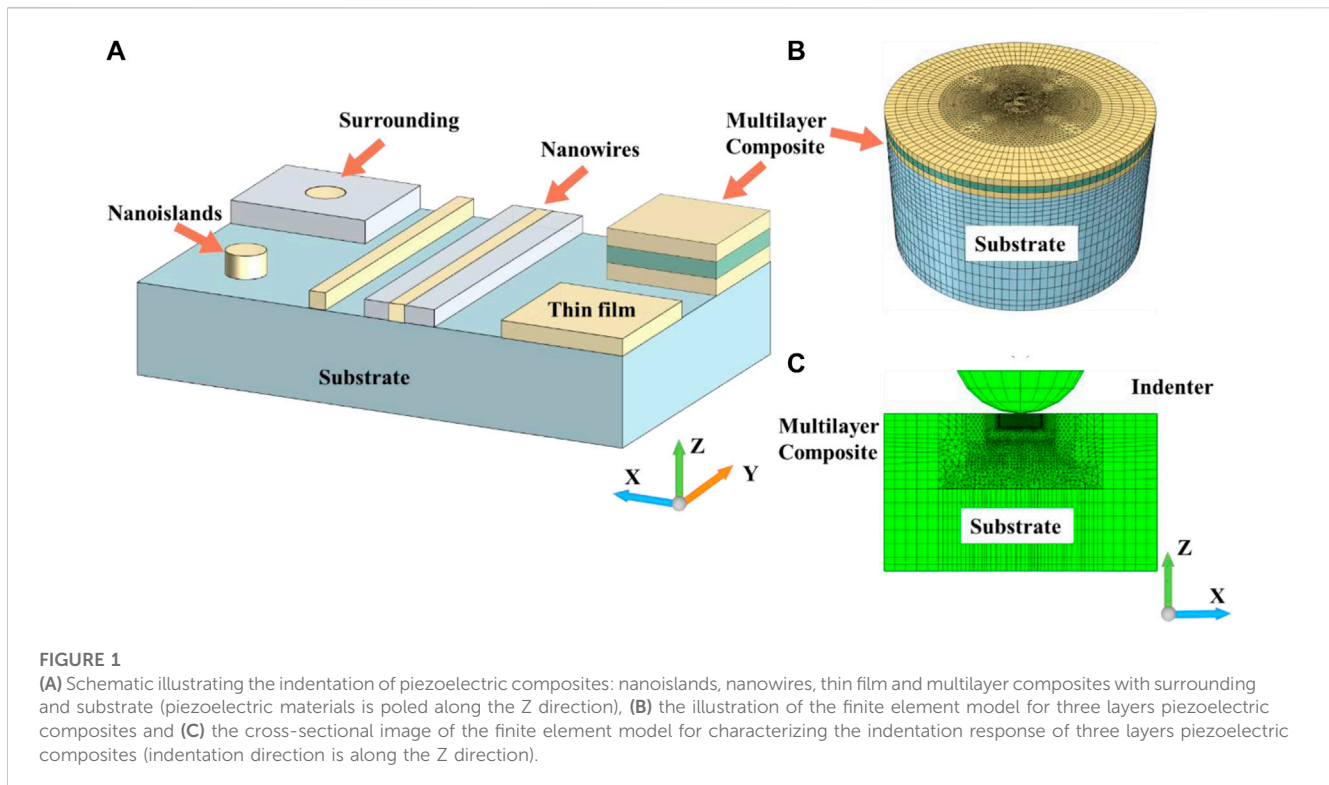 A
B
Surrounding
Nanowires
Nanoislands
Multilayer
Composite
Substrate
Thin film
Substrate
Z
X
Y
C
Indenter
Multilayer
Composite
Substrate
Z
X
FIGURE 1
(A) Schematic illustrating the indentation of piezoelectric composites: nanoislands, nanowires, thin film and multilayer composites with surrounding
and substrate (piezoelectric materials is poled along the Z direction), (B) the illustration of the finite element model for three layers piezoelectric
composites and (C) the cross-sectional image of the finite element model for characterizing the indentation response of three layers piezoelectric
composites (indentation direction is along the Z direction).